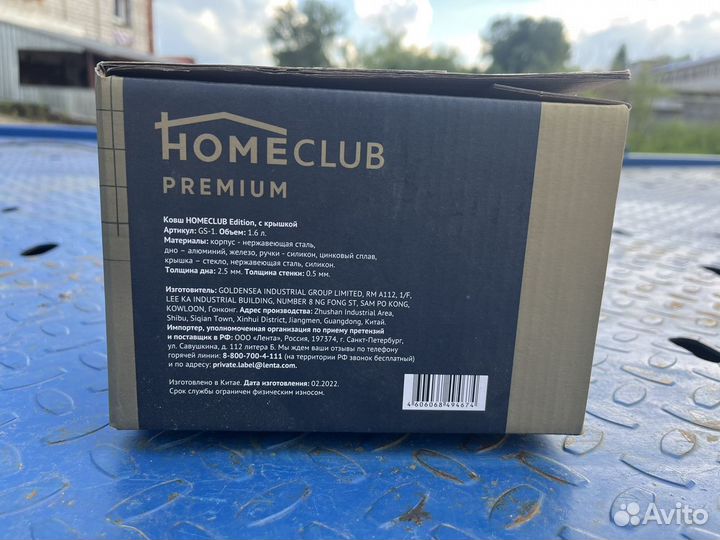 HOMECLUB
PREMIUM
Ковш HOMECLUB Edition, с крышкой
Артикул: GS-1. Объем: 1.6 л.
Материалы: корпус - нержавеющая сталь,
дно – алюминий, железо, ручки - силикон, цинковый сплав,
крышка – стекло, нержавеющая сталь, силикон.
Толщина дна: 2.5 мм. Толщина стенки: 0.5 мм.
Изготовитель: GOLDENSEA INDUSTRIAL GROUP LIMITED, RM A112, 1/F,
LEE KA INDUSTRIAL BUILDING, NUMBER 8 NG FONG ST, SAM PO KONG,
KOWLOON, Гонконг. Адрес производства: Zhushan Industrial Area,
Shibu, Siqian Town, Xinhui District, Jiangmen, Guangdong, Китай.
Импортер, уполномоченная организация по приему претензий
и поставщик в РФ: ООО «Лента», Россия, 197374, г. Санкт-Петербург,
ул. Савушкина, д. 112 литера Б. Мы ждем ваши отзывы по телефону
горячей линии: 8-800-700-4-111 (на территории РФ звонок бесплатный)
и по адресу: private.label@lenta.com.
Изготовлено в Китае. Дата изготовления: 02.2022.
Срок службы ограничен физическим износом.
4 606068 494674
Avito